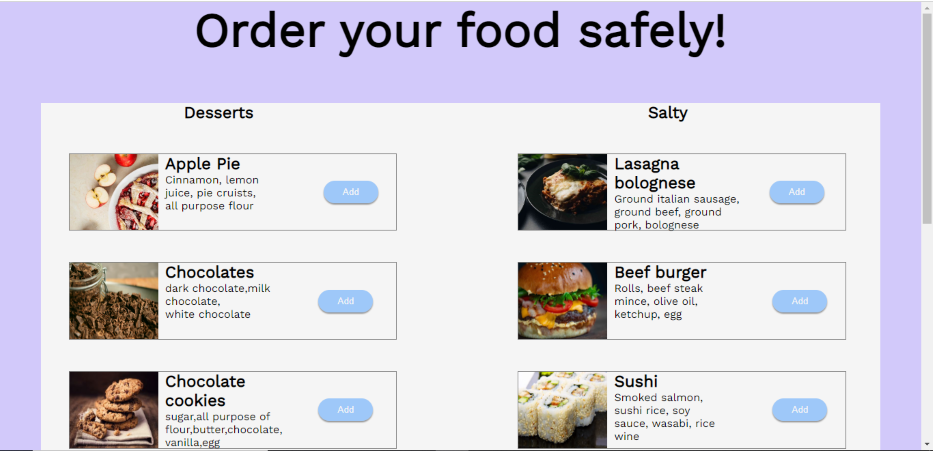 Order your food safely!
Desserts
Apple Pie
Cinnamon, lemon
juice, pie cruists,
all purpose flour
Add
Chocolates
dark chocolate,milk
chocolate,
white chocolate
Add
Chocolate
cookies
sugar,all purpose of
flour,butter,chocolate,
vanilla,egg
Add
Salty
Lasagna
bolognese
Ground italian sausage,
ground beef, ground
pork, bolognese
Add
Beef burger
Rolls, beef steak
mince, olive oil,
ketchup, egg
Add
Sushi
Smoked salmon,
sushi rice, soy
sauce, wasabi, rice
wine
Add